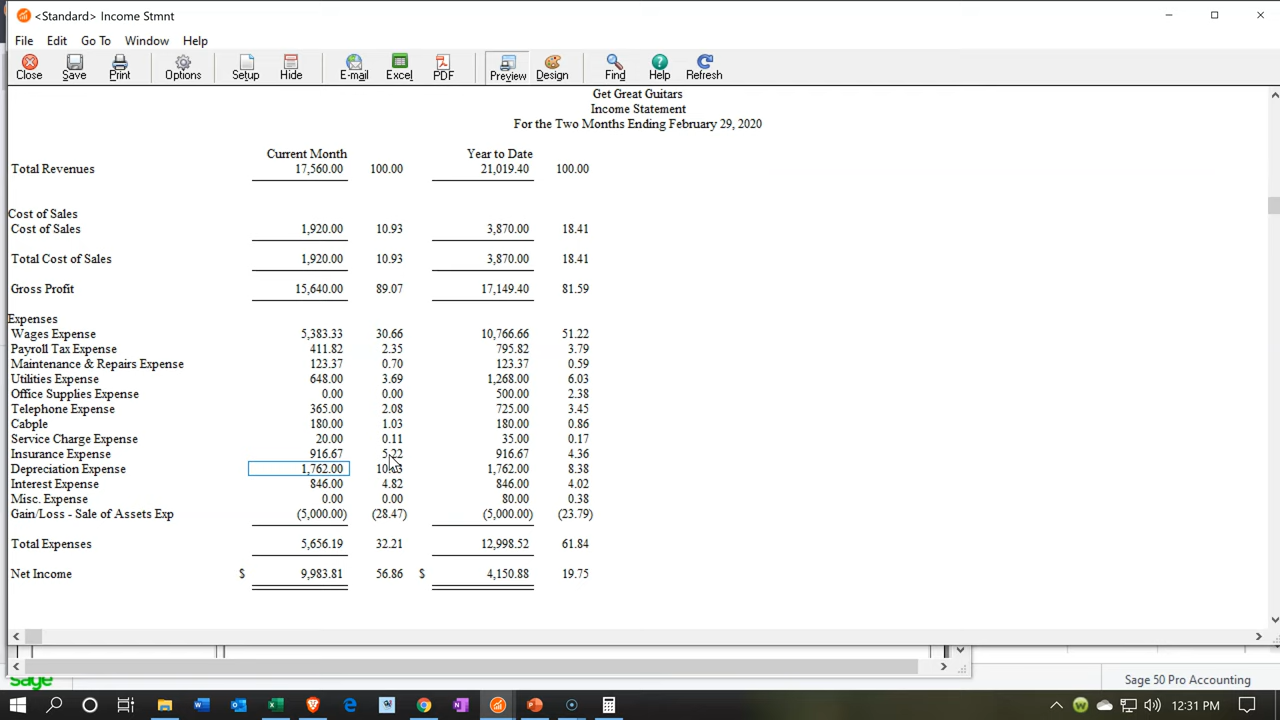 <Standard> Income Stmnt
File Edit Go To Window Help
Close Save Print Options Setup Hide E-mail Excel PDF Preview Design Find Help Refresh
Get Great Guitars
Income Statement
For the Two Months Ending February 29, 2020
Current Month Year to Date
Total Revenues 17,560.00 100.00 21,019.40 100.00
Cost of Sales
Cost of Sales 1,920.00 10.93 3,870.00 18.41
Total Cost of Sales 1,920.00 10.93 3,870.00 18.41
Gross Profit 15,640.00 89.07 17,149.40 81.59
Expenses
Wages Expense 5,383.33 30.66 10,766.66 51.22
Payroll Tax Expense 411.82 2.35 795.82 3.79
Maintenance & Repairs Expense 123.37 0.70 123.37 0.59
Utilities Expense 648.00 3.69 1,268.00 6.03
Office Supplies Expense 0.00 0.00 500.00 2.38
Telephone Expense 365.00 2.08 725.00 3.45
Cabple 180.00 1.03 180.00 0.86
Service Charge Expense 20.00 0.11 35.00 0.17
Insurance Expense 916.67 5.22 916.67 4.36
Depreciation Expense 1,762.00 1,762.00 8.38
Interest Expense 846.00 4.82 846.00 4.02
Misc. Expense 0.00 0.00 80.00 0.38
Gain/Loss - Sale of Assets Exp (5,000.00) (28.47) (5,000.00) (23.79)
Total Expenses 5,656.19 32.21 12,998.52 61.84
Net Income $ 9,983.81 56.86 $ 4,150.88 19.75
sage Sage 50 Pro Accounting
12:31 PM